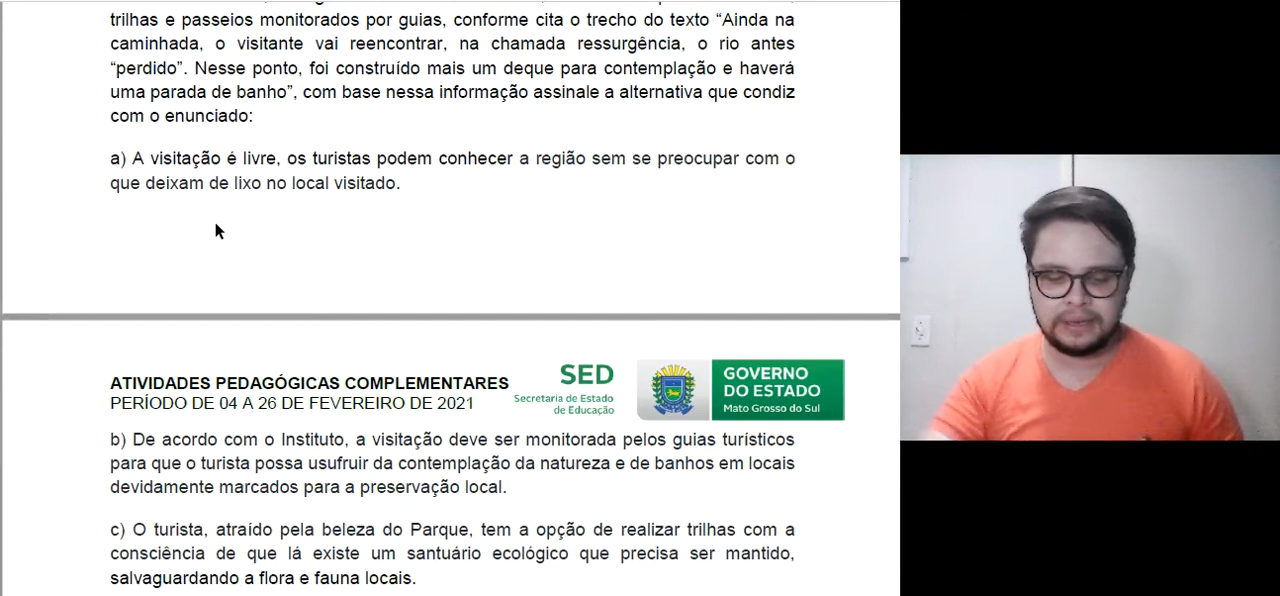 trilhas e passeios monitorados por guias, conforme cita o trecho do texto “Ainda na
caminhada, o visitante vai reencontrar, na chamada ressurgência, o rio antes
“perdido”. Nesse ponto, foi construído mais um deque para contemplação e haverá
uma parada de banho”, com base nessa informação assinale a alternativa que condiz
com o enunciado:
a) A visitação é livre, os turistas podem conhecer a região sem se preocupar com o
que deixam de lixo no local visitado.
ATIVIDADES PEDAGÓGICAS COMPLEMENTARES
PERÍODO DE 04 A 26 DE FEVEREIRO DE 2021
SED
Secretaria de Estado
de Educação
GOVERNO
DO ESTADO
Mato Grosso do Sul
b) De acordo com o Instituto, a visitação deve ser monitorada pelos guias turísticos
para que o turista possa usufruir da contemplação da natureza e de banhos em locais
devidamente marcados para a preservação local.
c) O turista, atraído pela beleza do Parque, tem a opção de realizar trilhas com a
consciência de que lá existe um santuário ecológico que precisa ser mantido,
salvaguardando a flora e fauna locais.